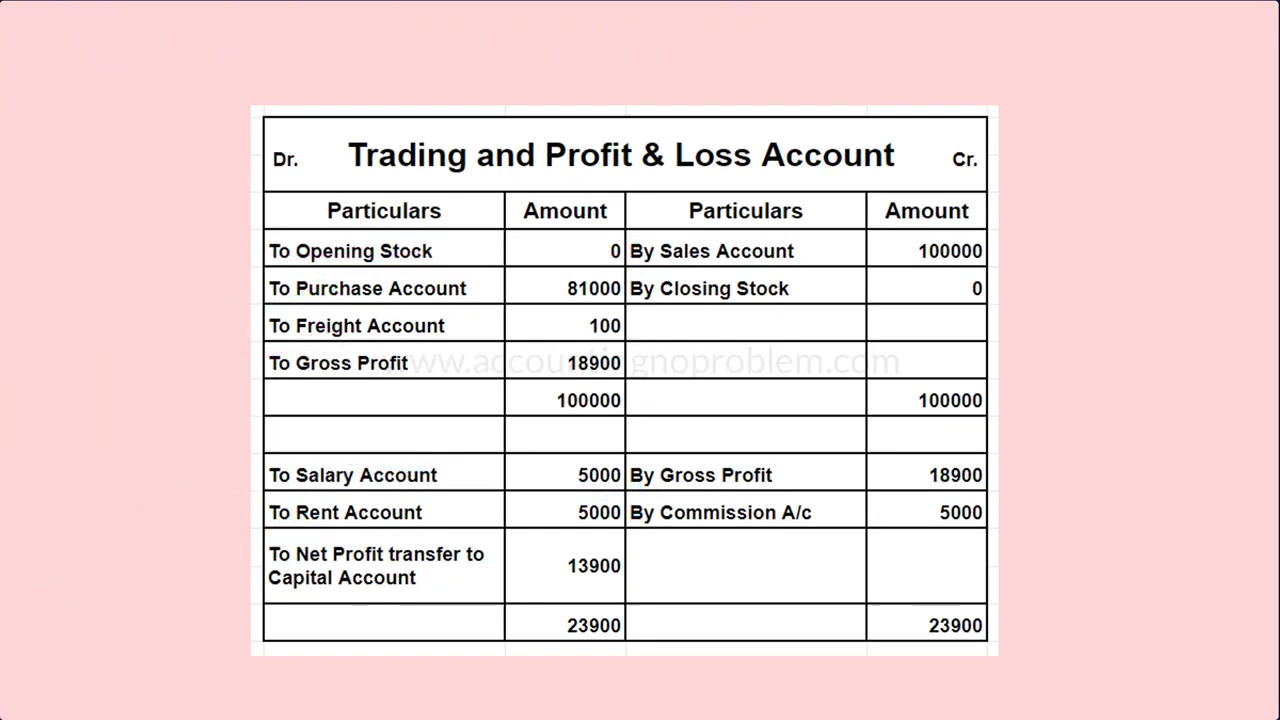 Dr. Trading and Profit & Loss Account Cr.
Particulars Amount Particulars Amount
To Opening Stock 0 By Sales Account 100000
To Purchase Account 81000 By Closing Stock 0
To Freight Account 100
To Gross Profit 18900
www.accountingnoproblem.com
100000 100000
To Salary Account 5000 By Gross Profit 18900
To Rent Account 5000 By Commission A/c 5000
To Net Profit transfer to
Capital Account 13900
23900 23900